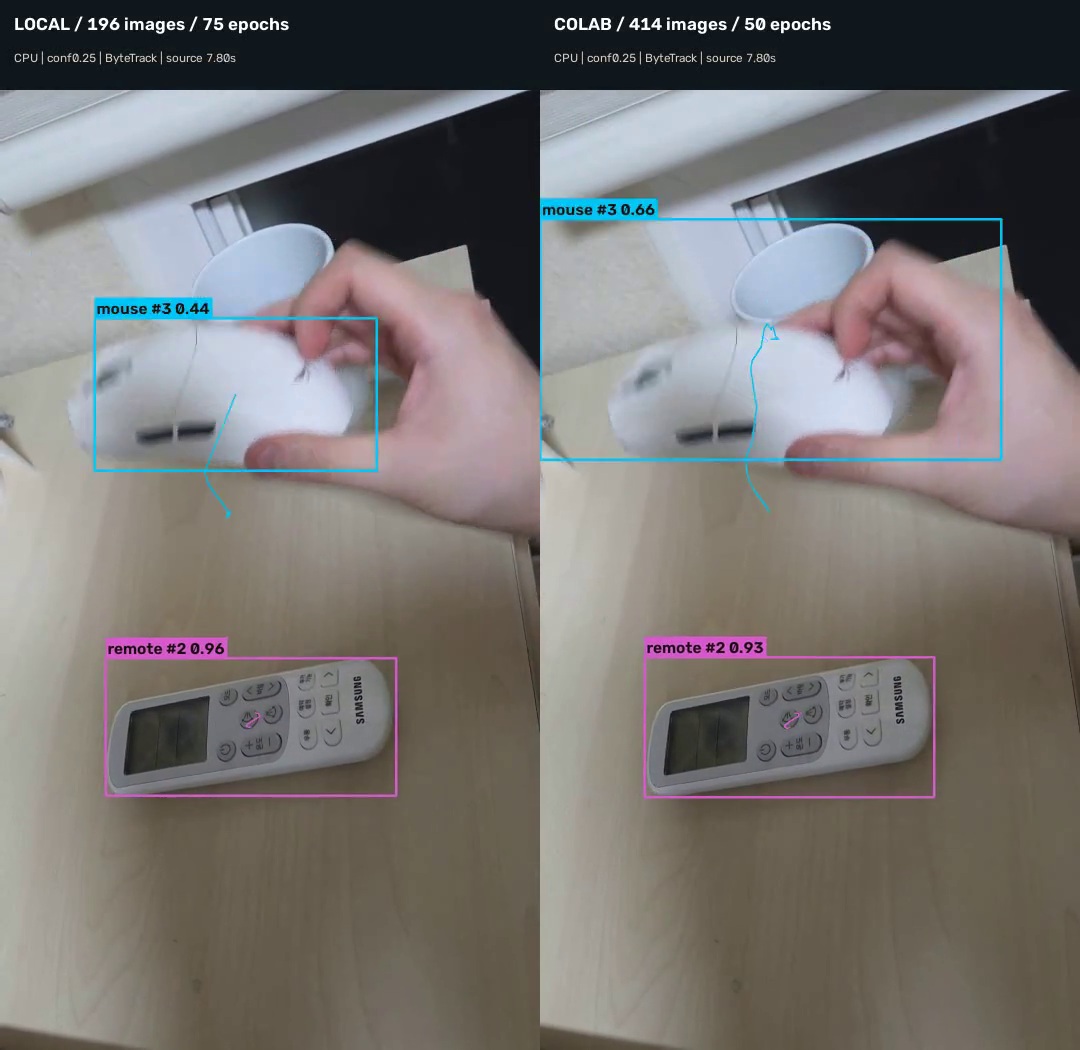 LOCAL / 196 images / 75 epochs
CPU | conf0.25 | ByteTrack | source 7.80s
COLAB / 414 images / 50 epochs
CPU | conf0.25 | ByteTrack | source 7.80s
mouse #3 0.44
remote #2 0.96
SAMSUNG
mouse #3 0.66
remote #2 0.93
SAMSUNG